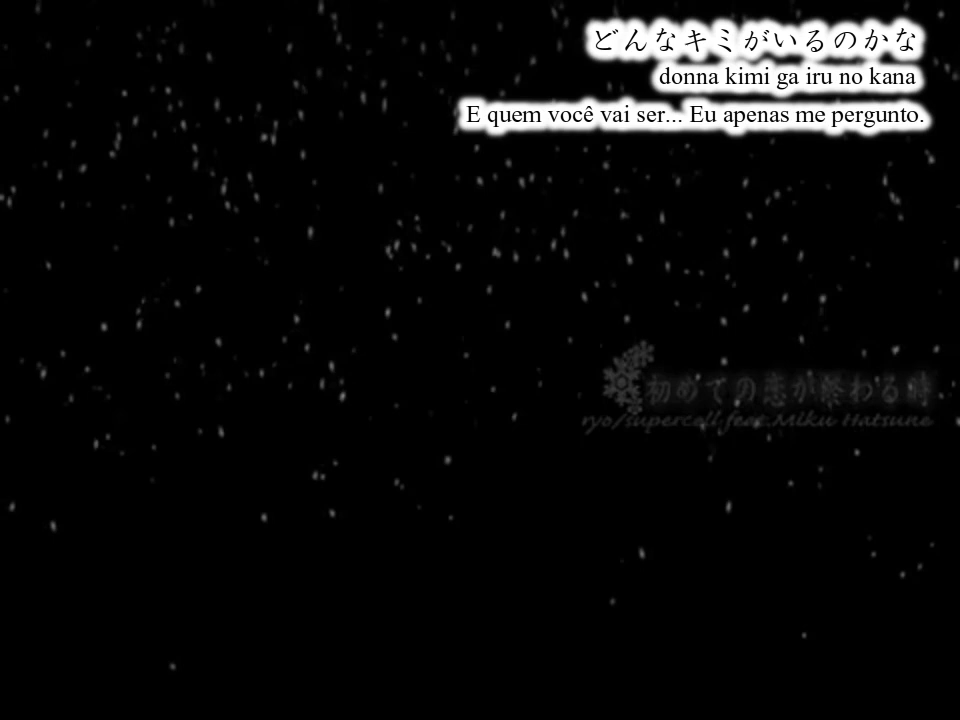 どんなキミがいるのかな
donna kimi ga iru no kana
E quem você vai ser... Eu apenas me pergunto.
初めての恋が終わる時
ryo/supercell feat.Miku Hatsune